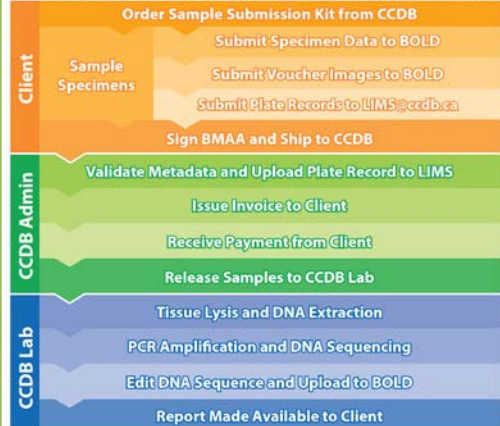 Client
Order Sample Submission Kit from CCDB
Sample
Specimens
Submit Specimen Data to BOLD
Submit Voucher Images to BOLD
Submit Plate Records to LIMS@ccdb.ca
Sign BMAA and Ship to CCDB
CCDB Admin
Validate Metadata and Upload Plate Record to LIMS
Issue Invoice to Client
Receive Payment from Client
Release Samples to CCDB Lab
CCDB Lab
Tissue Lysis and DNA Extraction
PCR Amplification and DNA Sequencing
Edit DNA Sequence and Upload to BOLD
Report Made Available to Client